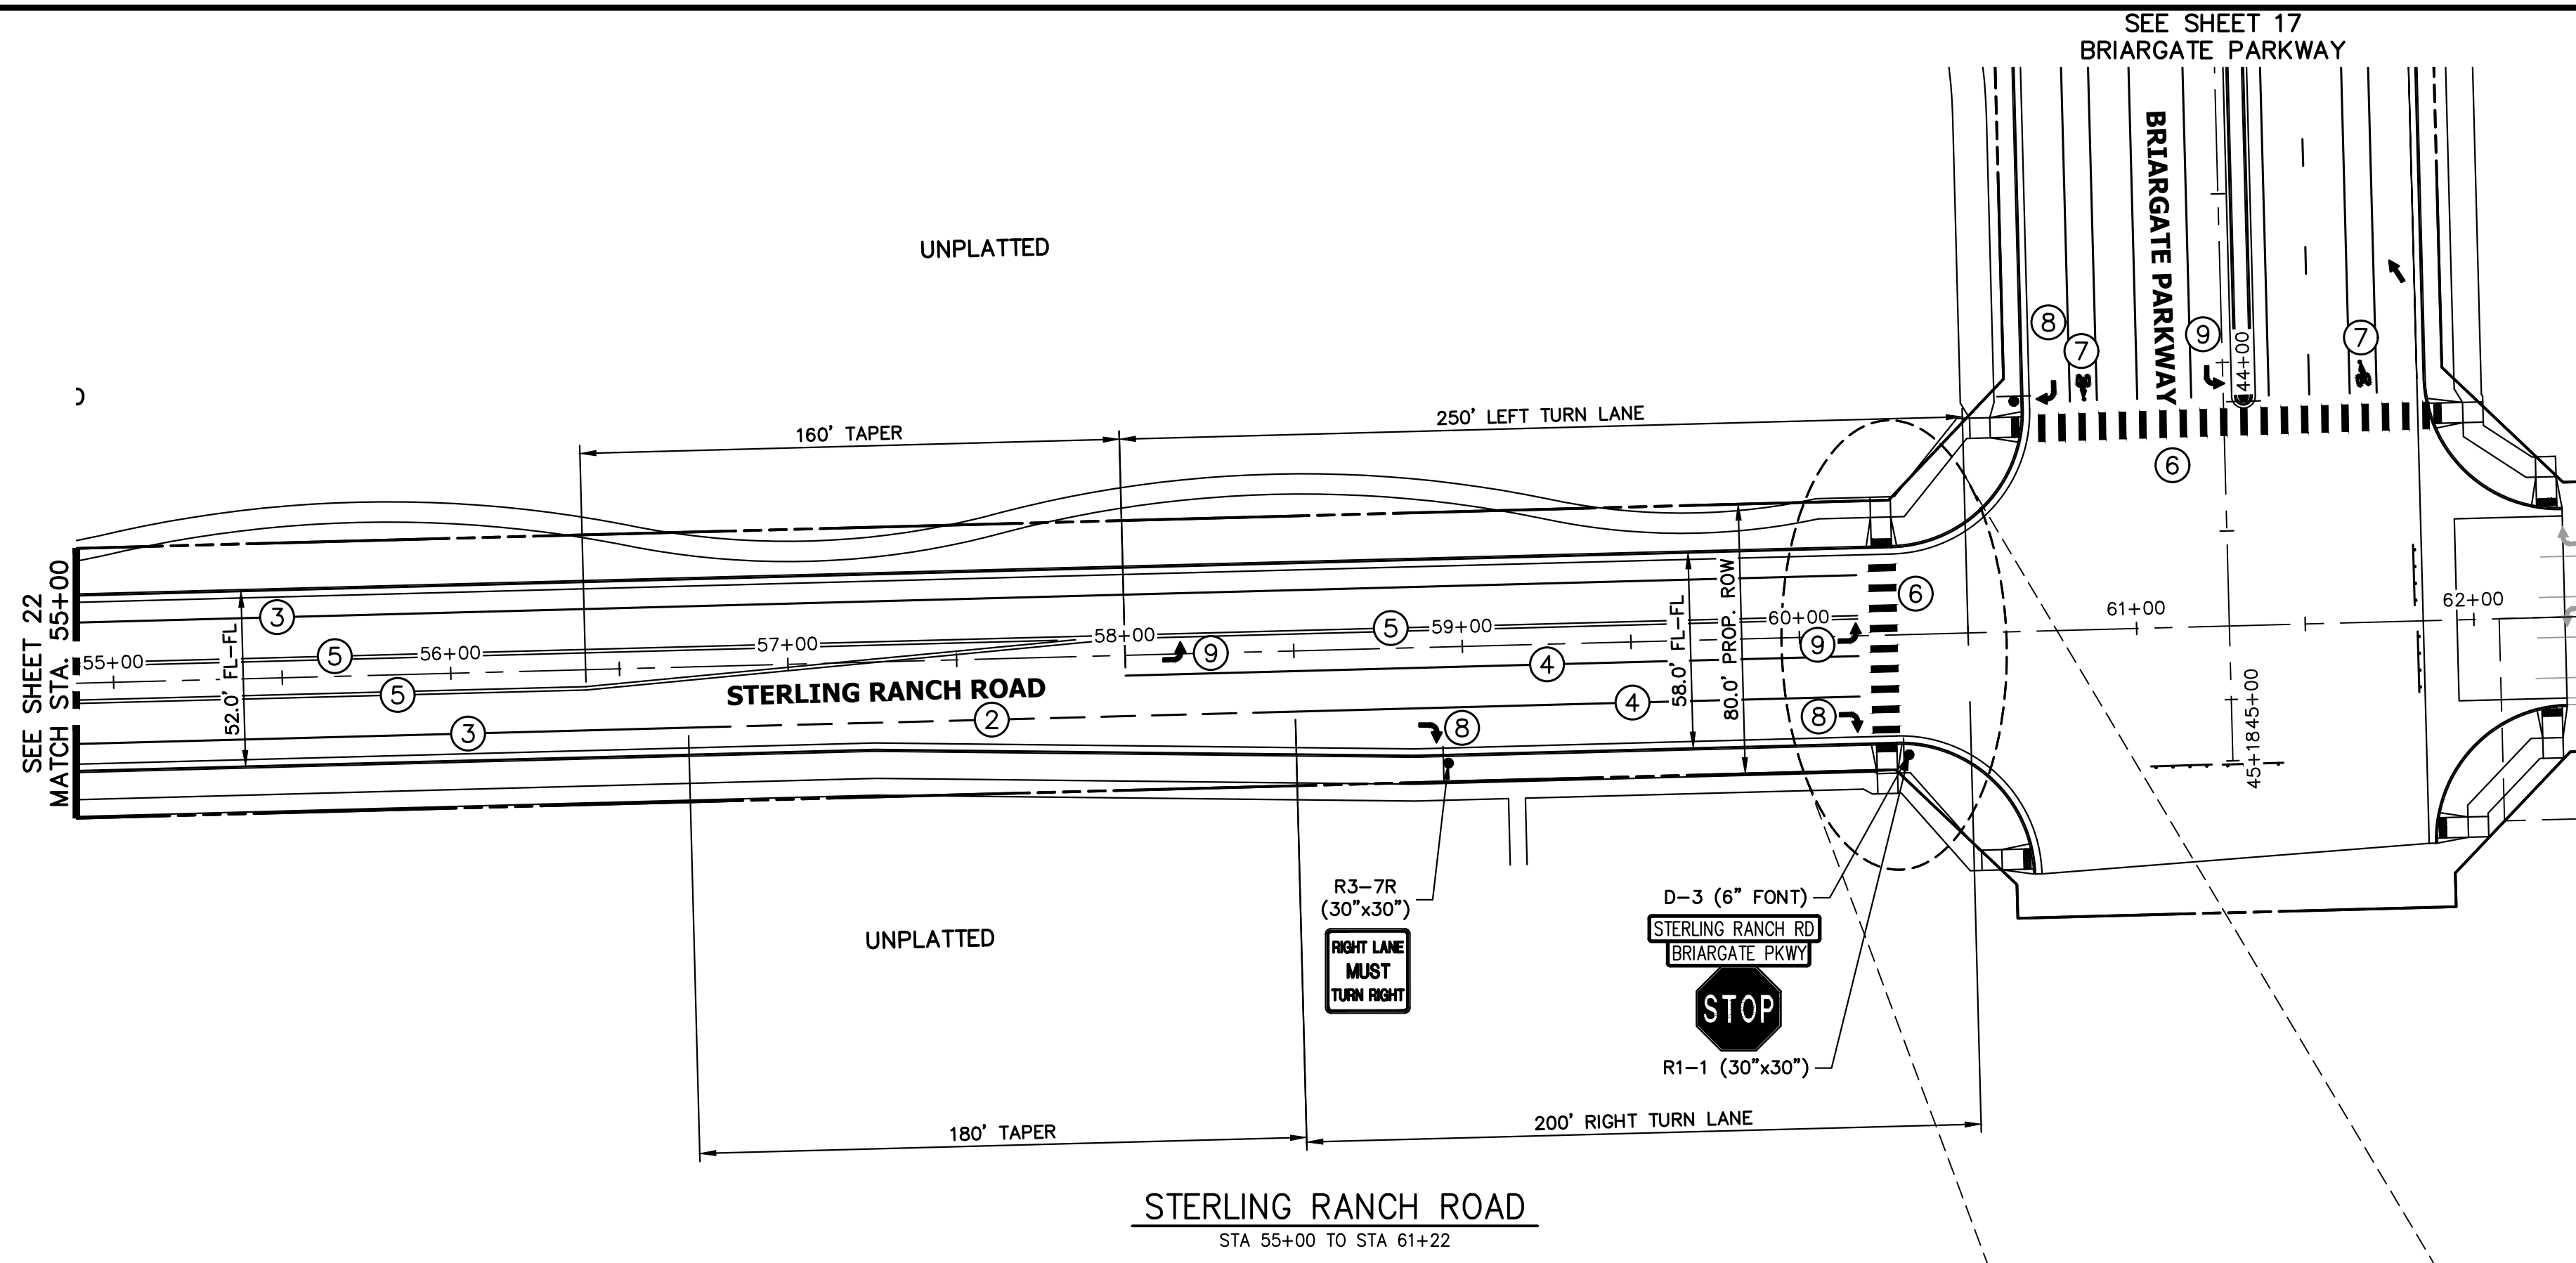 SEE SHEET 17
BRIARGATE PARKWAY
BRIARGATE PARKWAY
UNPLATTED
8
7
9
44+00
7
6
160' TAPER
250' LEFT TURN LANE
SEE SHEET 22
MATCH STA. 55+00
55+00
56+00
57+00
58+00
59+00
60+00
61+00
62+00
3
5
5
3
52.0' FL-FL
STERLING RANCH ROAD
2
9
5
4
4
8
58.0' FL-FL
80.0' PROP. ROW
9
8
6
45+18
45+00
R3-7R
(30"x30")
RIGHT LANE
MUST
TURN RIGHT
D-3 (6" FONT)
STERLING RANCH RD
BRIARGATE PKWY
STOP
R1-1 (30"x30")
UNPLATTED
180' TAPER
200' RIGHT TURN LANE
STERLING RANCH ROAD
STA 55+00 TO STA 61+22